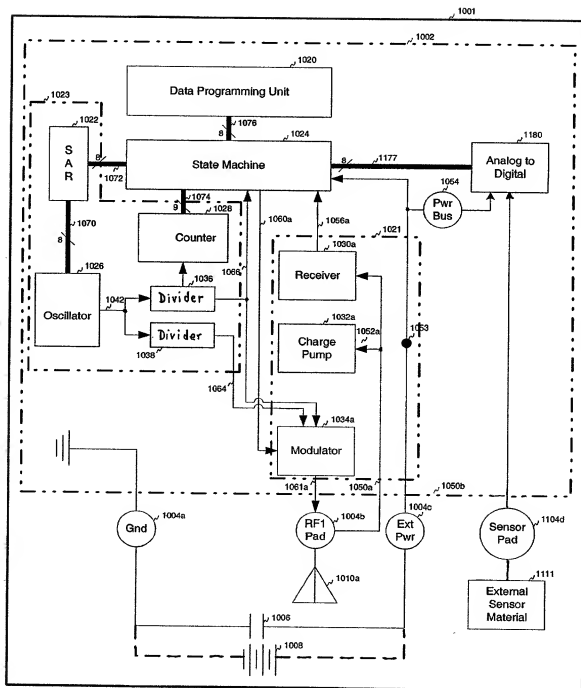 1001
1002
1020
Data Programming Unit
1023
1022
8
1076
1024
1180
SAR
8
1072
State Machine
8
1177
Analog to Digital
1074
9
1028
1060a
1056a
1054
Pwr Bus
1070
8
Counter
1021
1030a
1066
Receiver
1026
1036
1042
Divider
Oscillator
1032a
1052a
1053
Divider
Charge Pump
1038
1064
1034a
Modulator
1061a
1050a
1050b
1004a
Gnd
1004b
RF1 Pad
1004c
Ext Pwr
1104d
Sensor Pad
1010a
1111
External Sensor Material
1006
1008